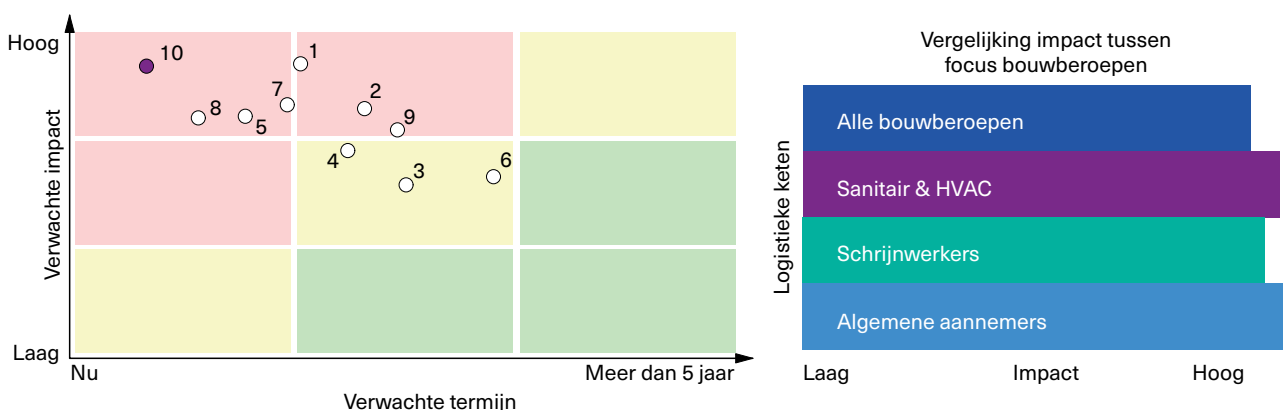 Hoog
Verwachte impact
Laag
10
8
5
7
1
2
9
4
3
6
Nu
Meer dan 5 jaar
Verwachte termijn
Vergelijking impact tussen
focus bouwberoepen
Logistieke keten
Alle bouwberoepen
Sanitair & HVAC
Schrijnwerkers
Algemene aannemers
Laag
Impact
Hoog